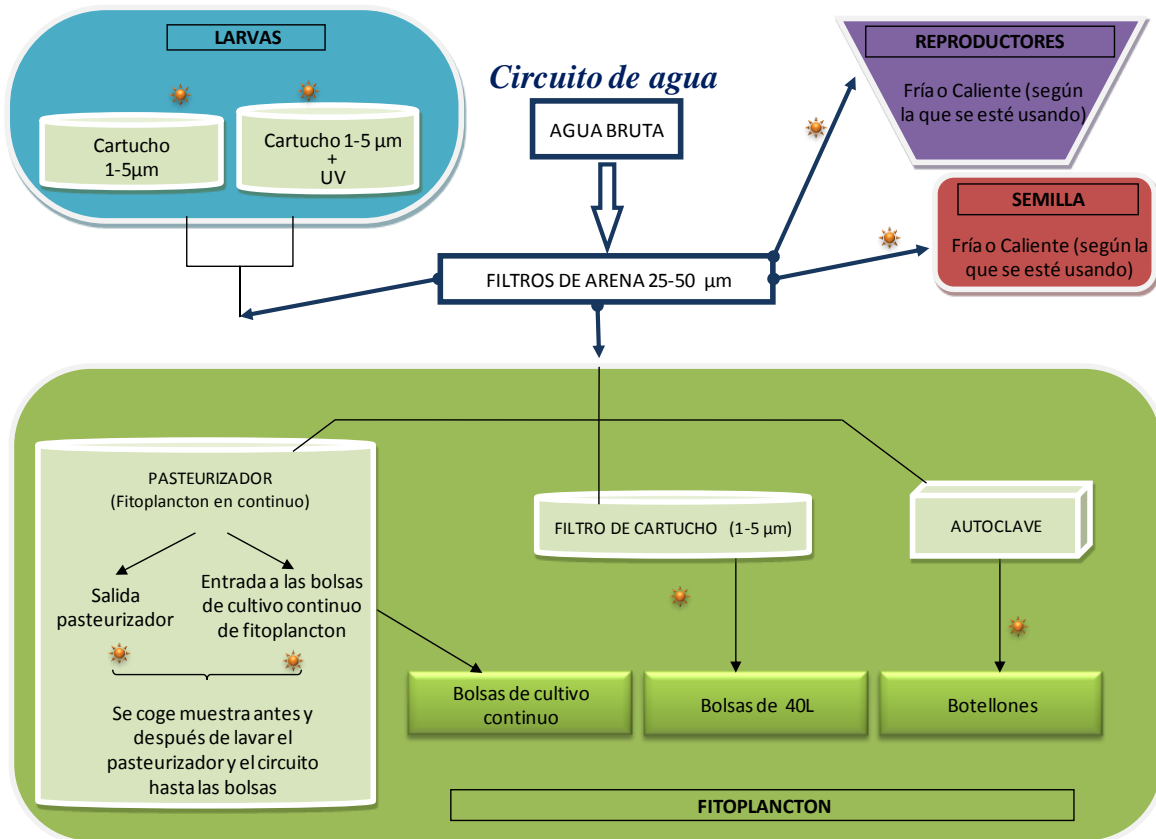 LARVAS
Cartucho
1-5µm
Cartucho 1-5 µm
+
UV
Circuito de agua
AGUA BRUTA
FILTROS DE ARENA 25-50 µm
REPRODUCTORES
Fría o Caliente (según
la que se esté usando)
SEMILLA
Fría o Caliente (según la
que se esté usando)
PASTEURIZADOR
(Fitoplancton en continuo)
Salida
pasteurizador
Entrada a las bolsas
de cultivo continuo
de fitoplancton
Se coge muestra antes y
después de lavar el
pasteurizador y el circuito
hasta las bolsas
FILTRO DE CARTUCHO (1-5 µm)
AUTOCLAVE
Bolsas de cultivo
continuo
Bolsas de 40L
Botellones
FITOPLANCTON